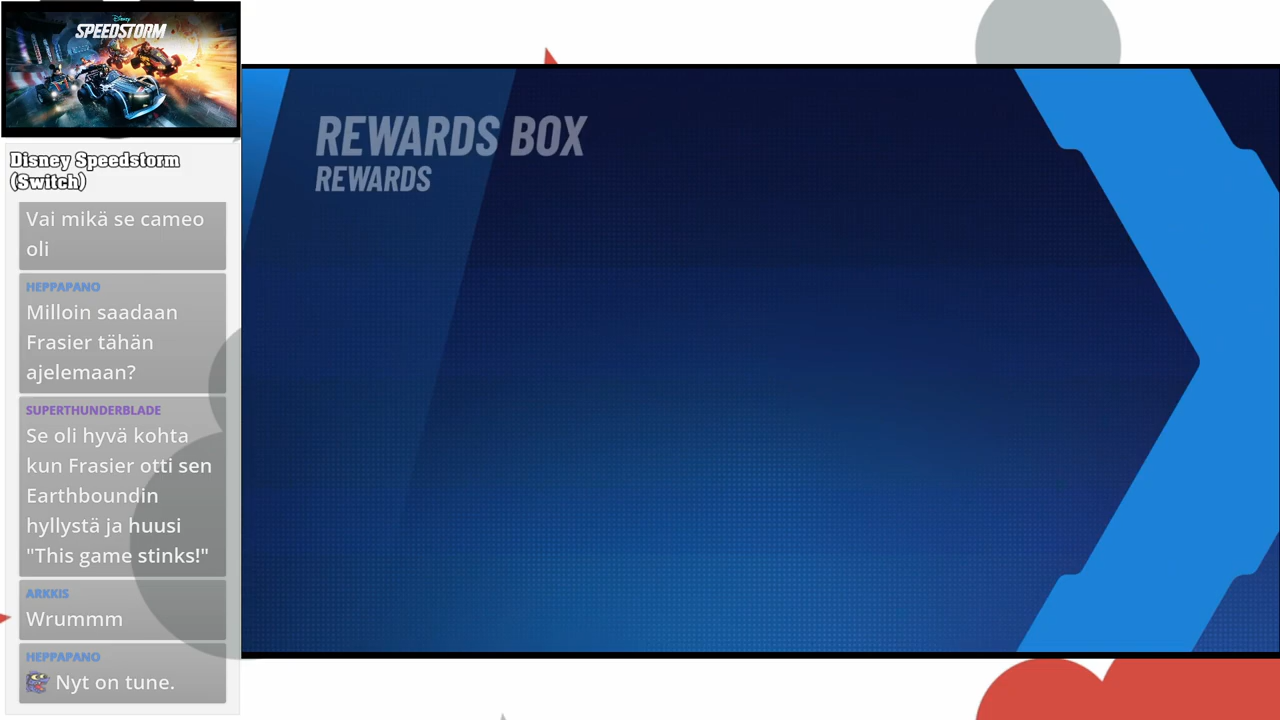 Disney
SPEEDSTORM
Disney Speedstorm
(Switch)
Vai mikä se cameo
oli
HEPPAPANO
Milloin saadaan
Frasier tähän
ajelemaan?
SUPERTHUNDERBLADE
Se oli hyvä kohta
kun Frasier otti sen
Earthboundin
hyllystä ja huusi
"This game stinks!"
ARKKIS
Wrummm
HEPPAPANO
Nyt on tune.
REWARDS BOX
REWARDS